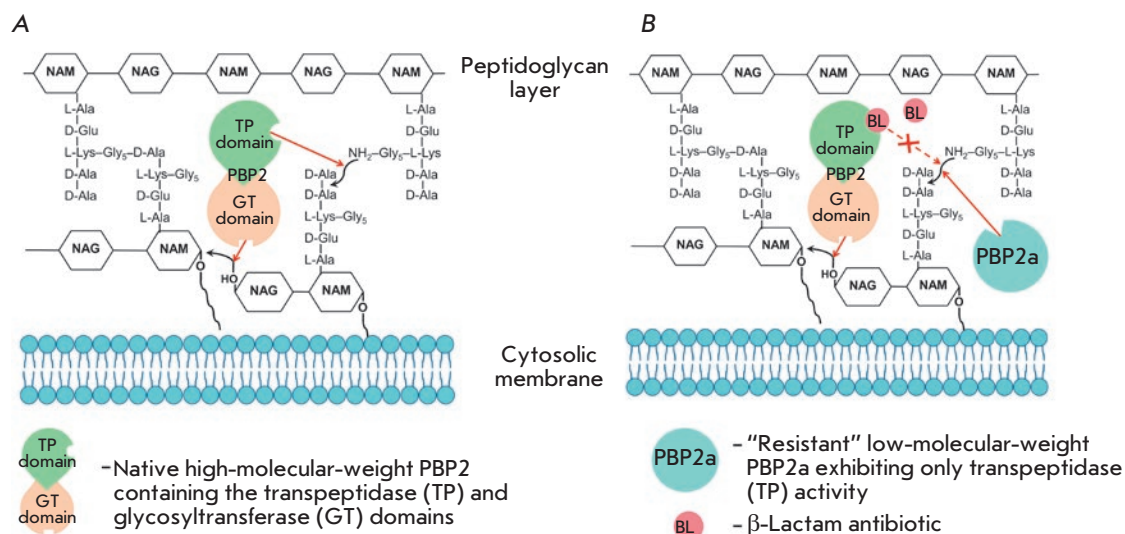 A
NAM
NAG
NAM
NAG
NAM
L-Ala
D-Glu
L-Lys–Gly₅–D-Ala
D-Ala
D-Ala
L-Lys–Gly₅
D-Glu
L-Ala
TP
domain
PBP2
GT
domain
NH₂–Gly₅–L-Lys
L-Ala
D-Glu
D-Ala
D-Ala
D-Ala
D-Ala
L-Lys–Gly₅
D-Glu
L-Ala
NAG
NAM
O
HO
NAG
NAM
O
Peptidoglycan
layer
Cytosolic
membrane
B
NAM
NAG
NAM
NAG
NAM
L-Ala
D-Glu
L-Lys–Gly₅–D-Ala
D-Ala
D-Ala
L-Lys–Gly₅
D-Glu
L-Ala
TP
domain
BL
BL
PBP2
GT
domain
NH₂–Gly₅–L-Lys
L-Ala
D-Glu
D-Ala
D-Ala
D-Ala
D-Ala
L-Lys–Gly₅
D-Glu
L-Ala
PBP2a
NAG
NAM
O
HO
NAG
NAM
O
TP
domain
GT
domain
–Native high-molecular-weight PBP2
containing the transpeptidase (TP) and
glycosyltransferase (GT) domains
PBP2a
– "Resistant" low-molecular-weight
PBP2a exhibiting only transpeptidase
(TP) activity
BL
– β-Lactam antibiotic